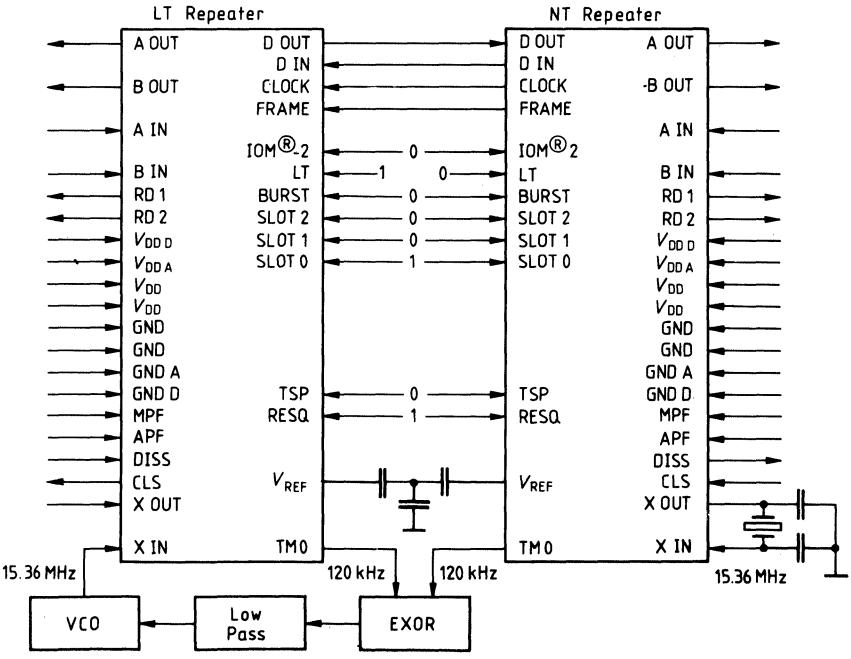 LT Repeater
NT Repeater
A OUT
D OUT
D OUT
A OUT
D IN
D IN
B OUT
CLOCK
CLOCK
-B OUT
FRAME
FRAME
A IN
A IN
IOM®-2
0
IOM® 2
B IN
LT
1
0
LT
B IN
RD 1
BURST
0
BURST
RD 1
RD 2
SLOT 2
0
SLOT 2
RD 2
VDD D
SLOT 1
0
SLOT 1
VDD D
VDD A
SLOT 0
1
SLOT 0
VDD A
VDD
VDD
VDD
VDD
GND
GND
GND
GND
GND A
GND A
GND D
TSP
0
TSP
GND D
MPF
RESQ
1
RESQ
MPF
APF
APF
DISS
DISS
CLS
VREF
VREF
CLS
X OUT
X OUT
X IN
TM0
TM0
X IN
15.36 MHz
120 kHz
120 kHz
15.36 MHz
VCO
Low
Pass
EXOR